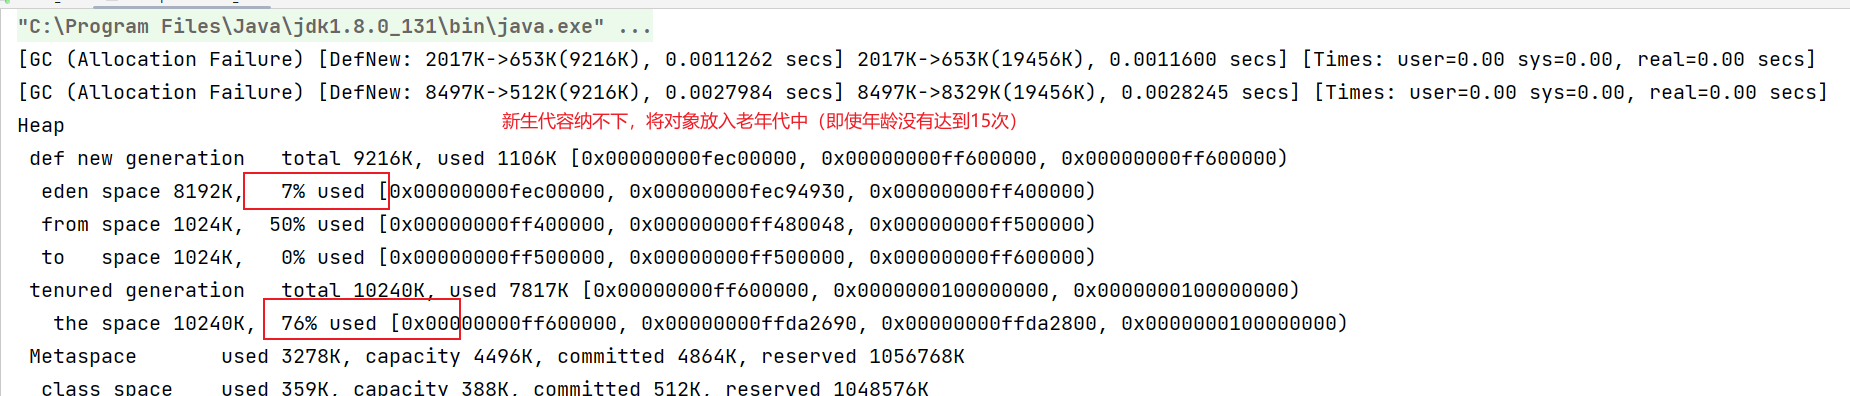 "C:\Program Files\Java\jdk1.8.0_131\bin\java.exe" ...
[GC (Allocation Failure) [DefNew: 2017K->653K(9216K), 0.0011262 secs] 2017K->653K(19456K), 0.0011600 secs] [Times: user=0.00 sys=0.00, real=0.00 secs]
[GC (Allocation Failure) [DefNew: 8497K->512K(9216K), 0.0027984 secs] 8497K->8329K(19456K), 0.0028245 secs] [Times: user=0.00 sys=0.00, real=0.00 secs]
Heap
新生代容纳不下，将对象放入老年代中（即使年龄没有达到15次）
def new generation   total 9216K, used 1106K [0x00000000fec00000, 0x00000000ff600000, 0x00000000ff600000)
eden space 8192K,   7% used [0x00000000fec00000, 0x00000000fec94930, 0x00000000ff400000)
from space 1024K,  50% used [0x00000000ff400000, 0x00000000ff480048, 0x00000000ff500000)
to   space 1024K,   0% used [0x00000000ff500000, 0x00000000ff500000, 0x00000000ff600000)
tenured generation   total 10240K, used 7817K [0x00000000ff600000, 0x0000000100000000, 0x0000000100000000)
the space 10240K,  76% used [0x00000000ff600000, 0x00000000ffda2690, 0x00000000ffda2800, 0x0000000100000000)
Metaspace       used 3278K, capacity 4496K, committed 4864K, reserved 1056768K
class space    used 359K, capacity 388K, committed 512K, reserved 1048576K